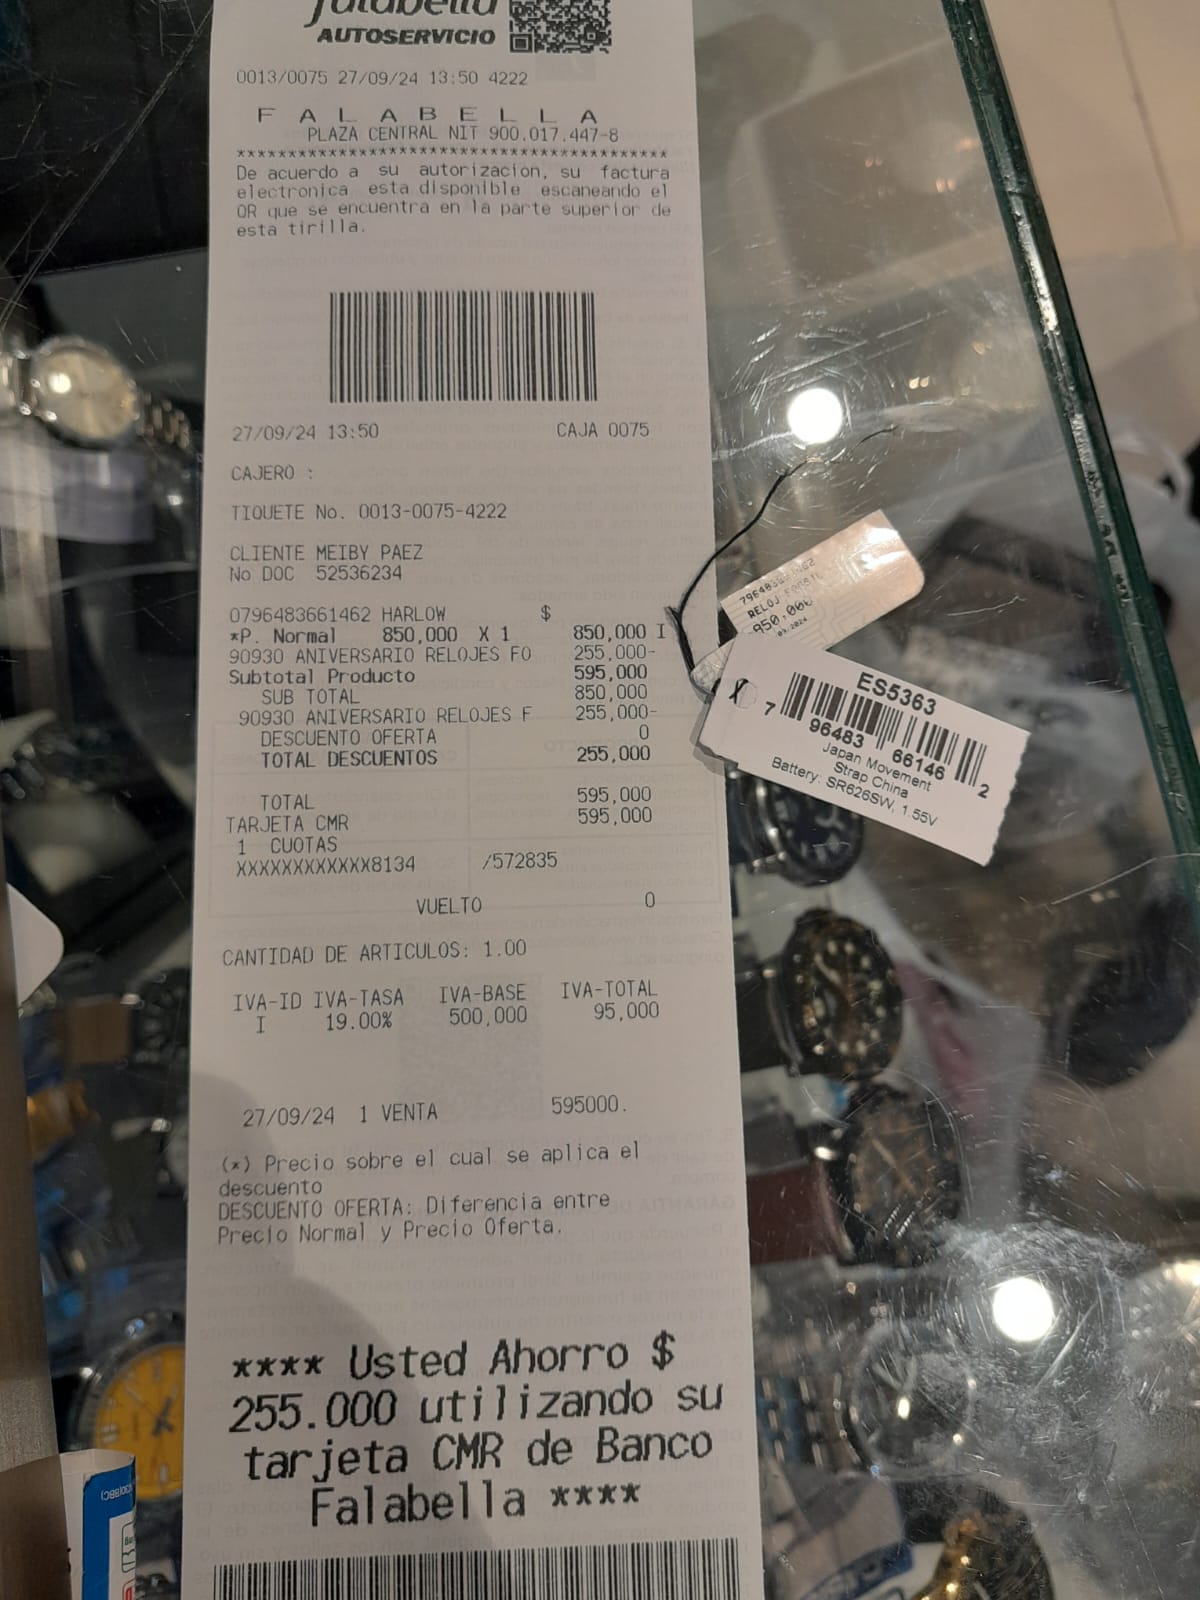 falabella
AUTOSERVICIO
0013/0075 27/09/24 13:50 4222
F A L A B E L L A
PLAZA CENTRAL NIT 900.017.447-8
******************************************
De acuerdo a su autorizacion, su factura
electronica esta disponible escaneando el
QR que se encuentra en la parte superior de
esta tirilla.
27/09/24 13:50 CAJA 0075
CAJERO :
TIQUETE No. 0013-0075-4222
CLIENTE MEIBY PAEZ
No DOC 52536234
0796483661462 HARLOW $
*P. Normal 850,000 X 1 850,000 I
90930 ANIVERSARIO RELOJES FO 255,000-
Subtotal Producto 595,000
SUB TOTAL 850,000
90930 ANIVERSARIO RELOJES F 255,000-
DESCUENTO OFERTA 0
TOTAL DESCUENTOS 255,000
TOTAL 595,000
TARJETA CMR 595,000
1 CUOTAS
XXXXXXXXXXXX8134 /572835
VUELTO 0
CANTIDAD DE ARTICULOS: 1.00
IVA-ID IVA-TASA IVA-BASE IVA-TOTAL
I 19.00% 500,000 95,000
27/09/24 1 VENTA 595000.
(*) Precio sobre el cual se aplica el
descuento
DESCUENTO OFERTA: Diferencia entre
Precio Normal y Precio Oferta.
**** Usted Ahorro $
255.000 utilizando su
tarjeta CMR de Banco
Falabella ****
RELOJ
850,000
ES5363
7 96483 66146 2
Japan Movement
Strap China
Battery: SR626SW, 1.55V